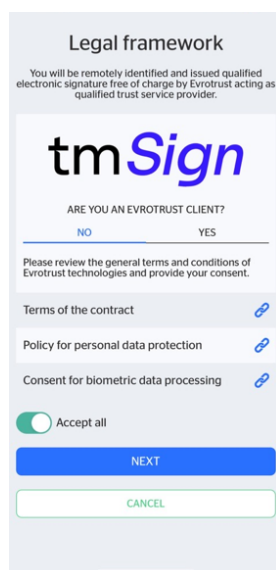 Legal framework
You will be remotely identified and issued qualified
electronic signature free of charge by Evrotrust acting as
qualified trust service provider.
tmSign
ARE YOU AN EVROTRUST CLIENT?
NO YES
Please review the general terms and conditions of
Evrotrust technologies and provide your consent.
Terms of the contract
Policy for personal data protection
Consent for biometric data processing
Accept all
NEXT
CANCEL